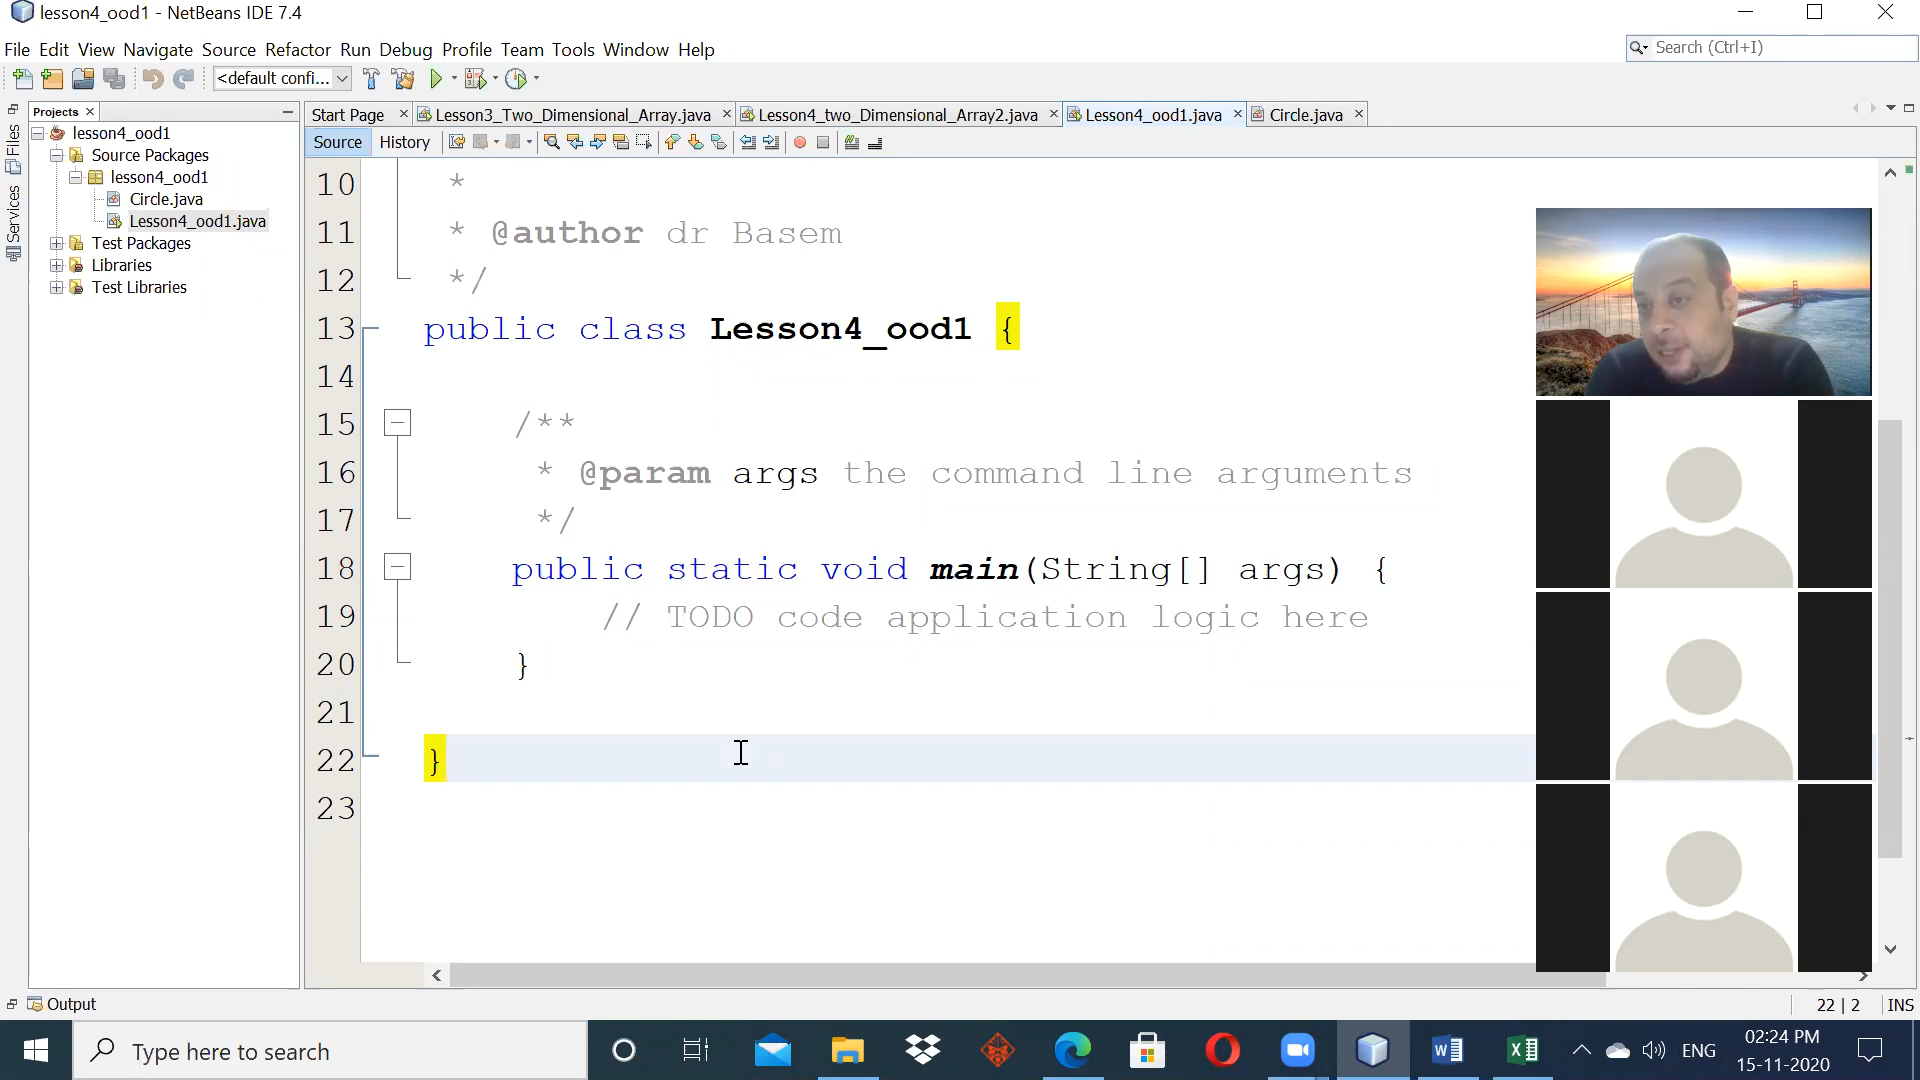 lesson4_ood1 - NetBeans IDE 7.4
File Edit View Navigate Source Refactor Run Debug Profile Team Tools Window Help
Search (Ctrl+I)
<default confi...
Projects
Files
Services
lesson4_ood1
Source Packages
lesson4_ood1
Circle.java
Lesson4_ood1.java
Test Packages
Libraries
Test Libraries
Start Page
Lesson3_Two_Dimensional_Array.java
Lesson4_two_Dimensional_Array2.java
Lesson4_ood1.java
Circle.java
Source History
10 *
11 * @author dr Basem
12 */
13 public class Lesson4_ood1 {
14
15 /**
16 * @param args the command line arguments
17 */
18 public static void main(String[] args) {
19 // TODO code application logic here
20 }
21
22 }
23
Output
22 | 2 INS
Type here to search
ENG
02:24 PM
15-11-2020